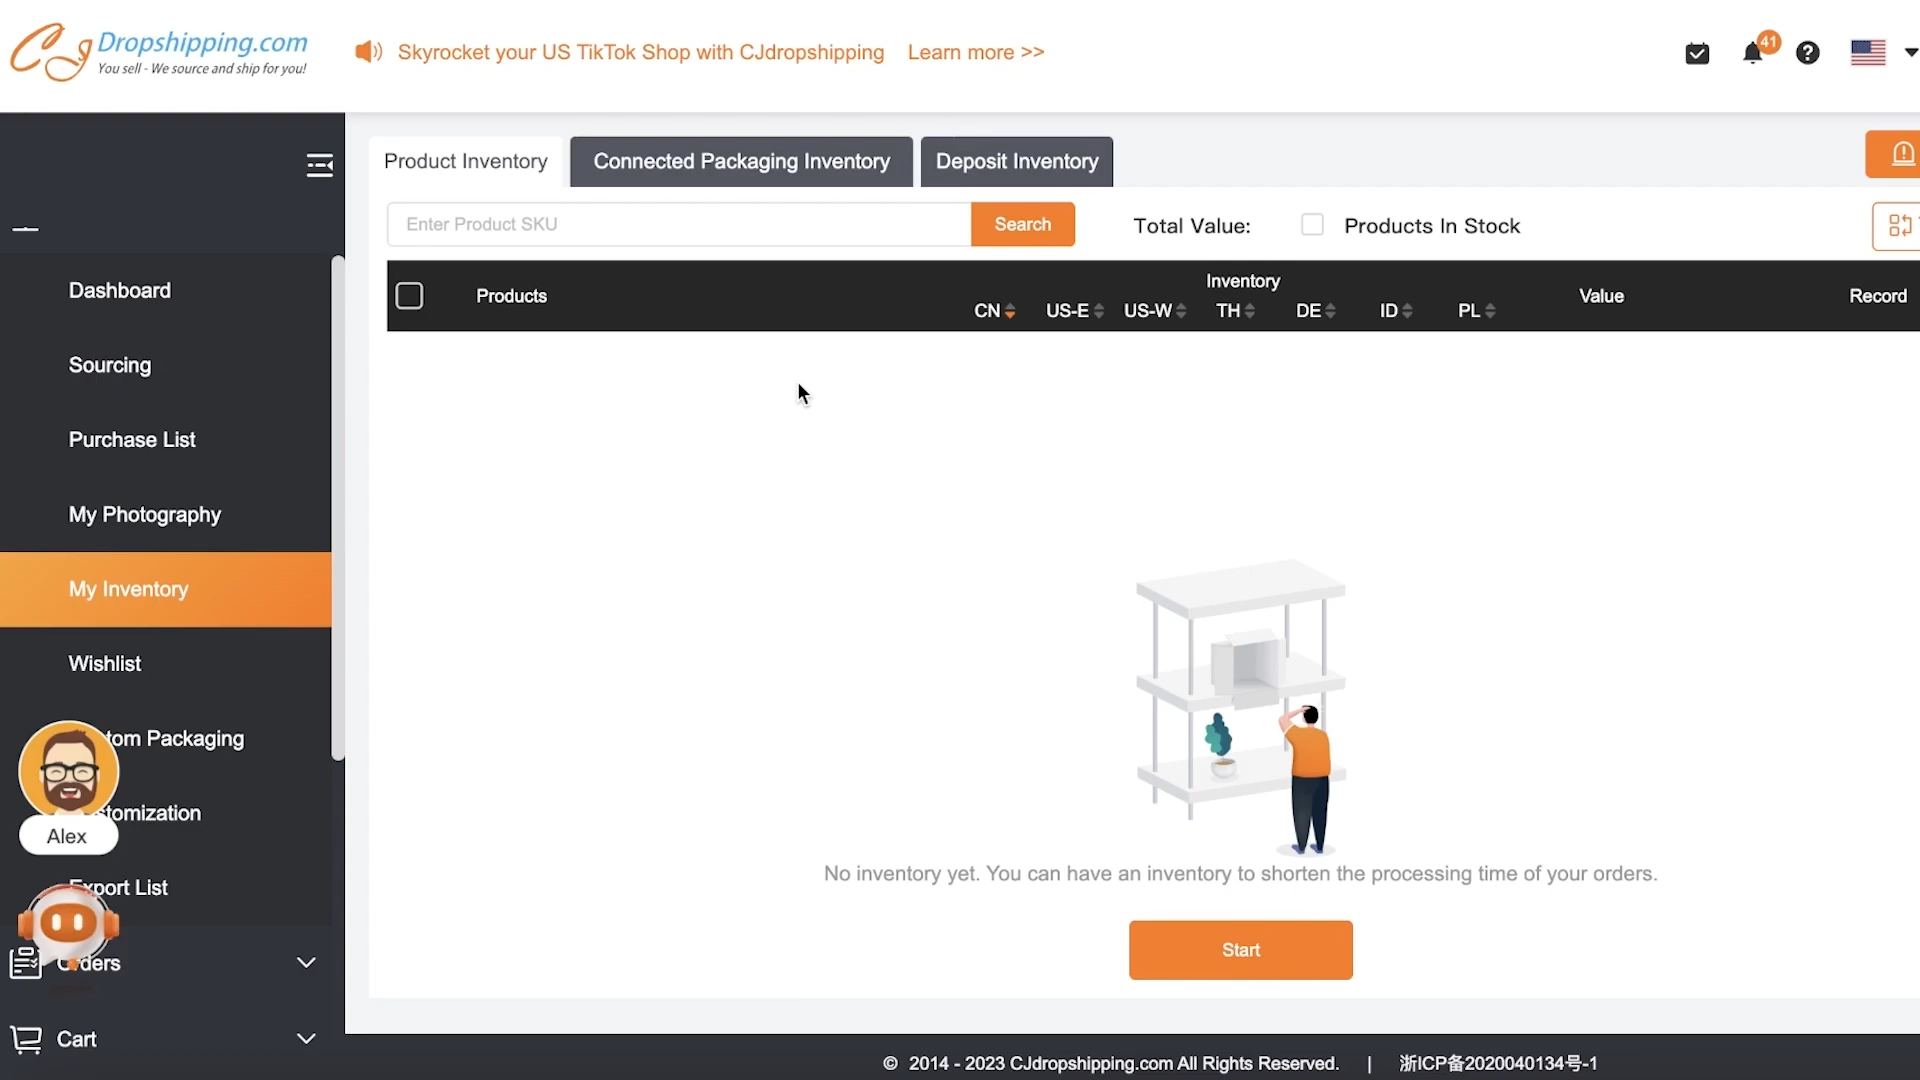 CJ Dropshipping.com
You sell - We source and ship for you!
Skyrocket your US TikTok Shop with CJdropshipping Learn more >>
41
Product Inventory
Connected Packaging Inventory
Deposit Inventory
Enter Product SKU
Search
Total Value:
Products In Stock
Products
Inventory
CN
US-E
US-W
TH
DE
ID
PL
Value
Record
Dashboard
Sourcing
Purchase List
My Photography
My Inventory
Wishlist
tom Packaging
tomization
Alex
Export List
Orders
Cart
No inventory yet. You can have an inventory to shorten the processing time of your orders.
Start
© 2014 - 2023 CJdropshipping.com All Rights Reserved. | 浙ICP备2020040134号-1